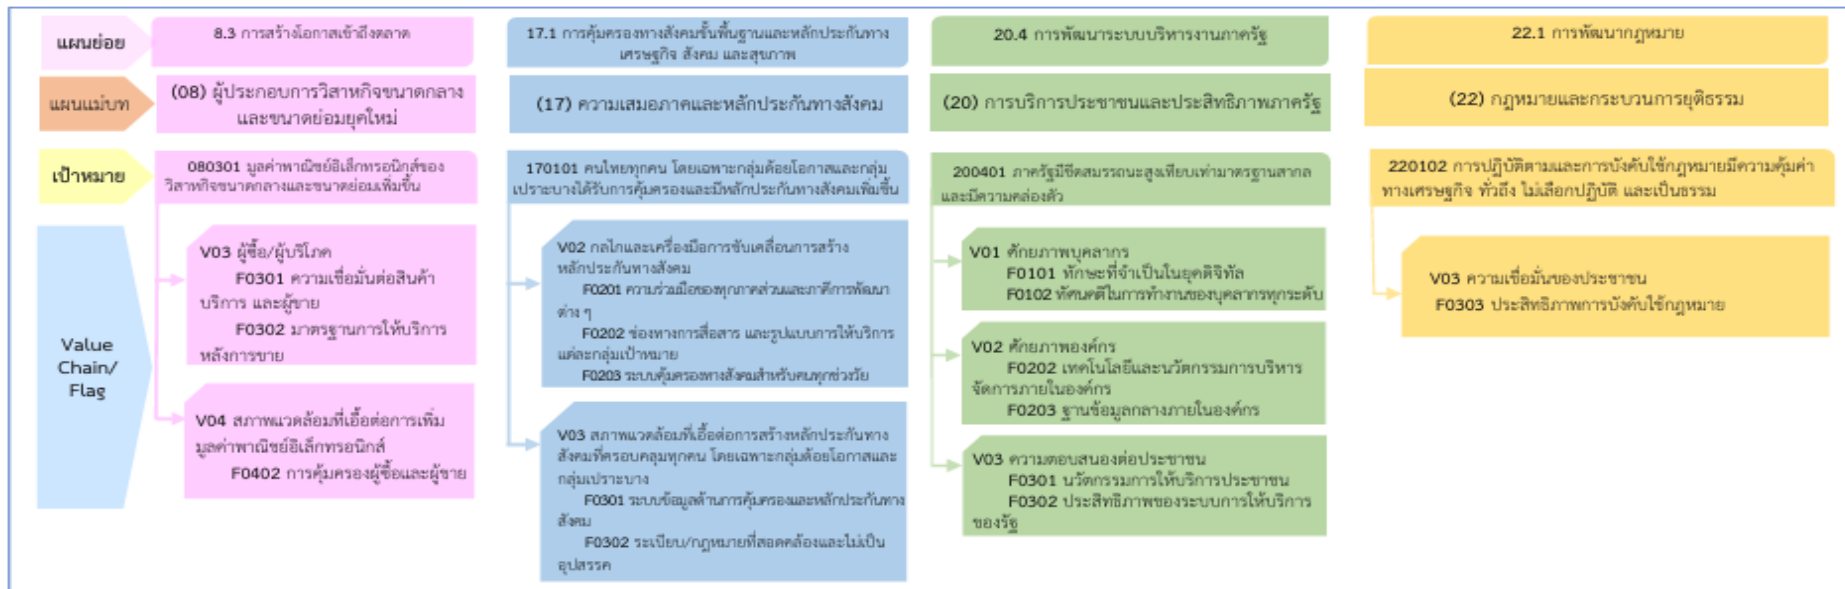 แผนย่อย
8.3 การสร้างโอกาสเข้าถึงตลาด
17.1 การคุ้มครองทางสังคมขั้นพื้นฐานและหลักประกันทาง
เศรษฐกิจ สังคม และสุขภาพ
20.4 การพัฒนาระบบบริหารงานภาครัฐ
22.1 การพัฒนากฎหมาย
แผนแม่บท
(08) ผู้ประกอบการวิสาหกิจขนาดกลาง
และขนาดย่อมยุคใหม่
(17) ความเสมอภาคและหลักประกันทางสังคม
(20) การบริการประชาชนและประสิทธิภาพภาครัฐ
(22) กฎหมายและกระบวนการยุติธรรม
เป้าหมาย
080301 มูลค่าพาณิชย์อิเล็กทรอนิกส์ของ
วิสาหกิจขนาดกลางและขนาดย่อมเพิ่มขึ้น
170101 คนไทยทุกคน โดยเฉพาะกลุ่มด้อยโอกาสและกลุ่ม
เปราะบางได้รับการคุ้มครองและมีหลักประกันทางสังคมเพิ่มขึ้น
200401 ภาครัฐมีขีดสมรรถนะสูงเทียบเท่ามาตรฐานสากล
และมีความคล่องตัว
220102 การปฏิบัติตามและการบังคับใช้กฎหมายมีความคุ้มค่า
ทางเศรษฐกิจ ทั่วถึง ไม่เลือกปฏิบัติ และเป็นธรรม
Value
Chain/
Flag
V03 ผู้ซื้อ/ผู้บริโภค
F0301 ความเชื่อมั่นต่อสินค้า
บริการ และผู้ขาย
F0302 มาตรฐานการให้บริการ
หลังการขาย
V04 สภาพแวดล้อมที่เอื้อต่อการเพิ่ม
มูลค่าพาณิชย์อิเล็กทรอนิกส์
F0402 การคุ้มครองผู้ซื้อและผู้ขาย
V02 กลไกและเครื่องมือการขับเคลื่อนการสร้าง
หลักประกันทางสังคม
F0201 ความร่วมมือของทุกภาคส่วนและภาคีการพัฒนา
ต่าง ๆ
F0202 ช่องทางการสื่อสาร และรูปแบบการให้บริการ
แต่ละกลุ่มเป้าหมาย
F0203 ระบบคุ้มครองทางสังคมสำหรับคนทุกช่วงวัย
V03 สภาพแวดล้อมที่เอื้อต่อการสร้างหลักประกันทาง
สังคมที่ครอบคลุมทุกคน โดยเฉพาะกลุ่มด้อยโอกาสและ
กลุ่มเปราะบาง
F0301 ระบบข้อมูลด้านการคุ้มครองและหลักประกันทาง
สังคม
F0302 ระเบียบ/กฎหมายที่สอดคล้องและไม่เป็น
อุปสรรค
V01 ศักยภาพบุคลากร
F0101 ทักษะที่จำเป็นในยุคดิจิทัล
F0102 ทัศนคติในการทำงานของบุคลากรทุกระดับ
V02 ศักยภาพองค์กร
F0202 เทคโนโลยีและนวัตกรรมการบริหาร
จัดการภายในองค์กร
F0203 ฐานข้อมูลกลางภายในองค์กร
V03 ความตอบสนองต่อประชาชน
F0301 นวัตกรรมการให้บริการประชาชน
F0302 ประสิทธิภาพของระบบการให้บริการ
ของรัฐ
V03 ความเชื่อมั่นของประชาชน
F0303 ประสิทธิภาพการบังคับใช้กฎหมาย